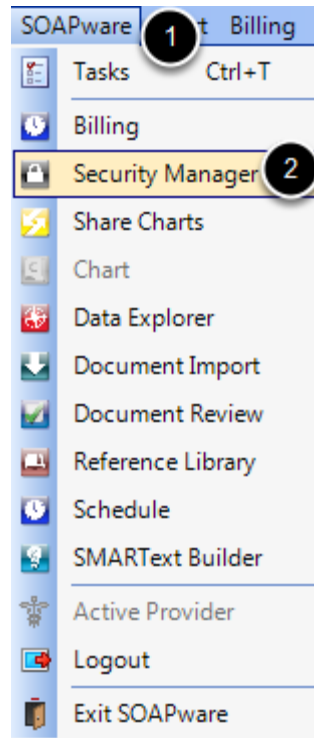 SOAPware 1 t Billing
Tasks Ctrl+T
Billing
Security Manager 2
Share Charts
Chart
Data Explorer
Document Import
Document Review
Reference Library
Schedule
SMARText Builder
Active Provider
Logout
Exit SOAPware